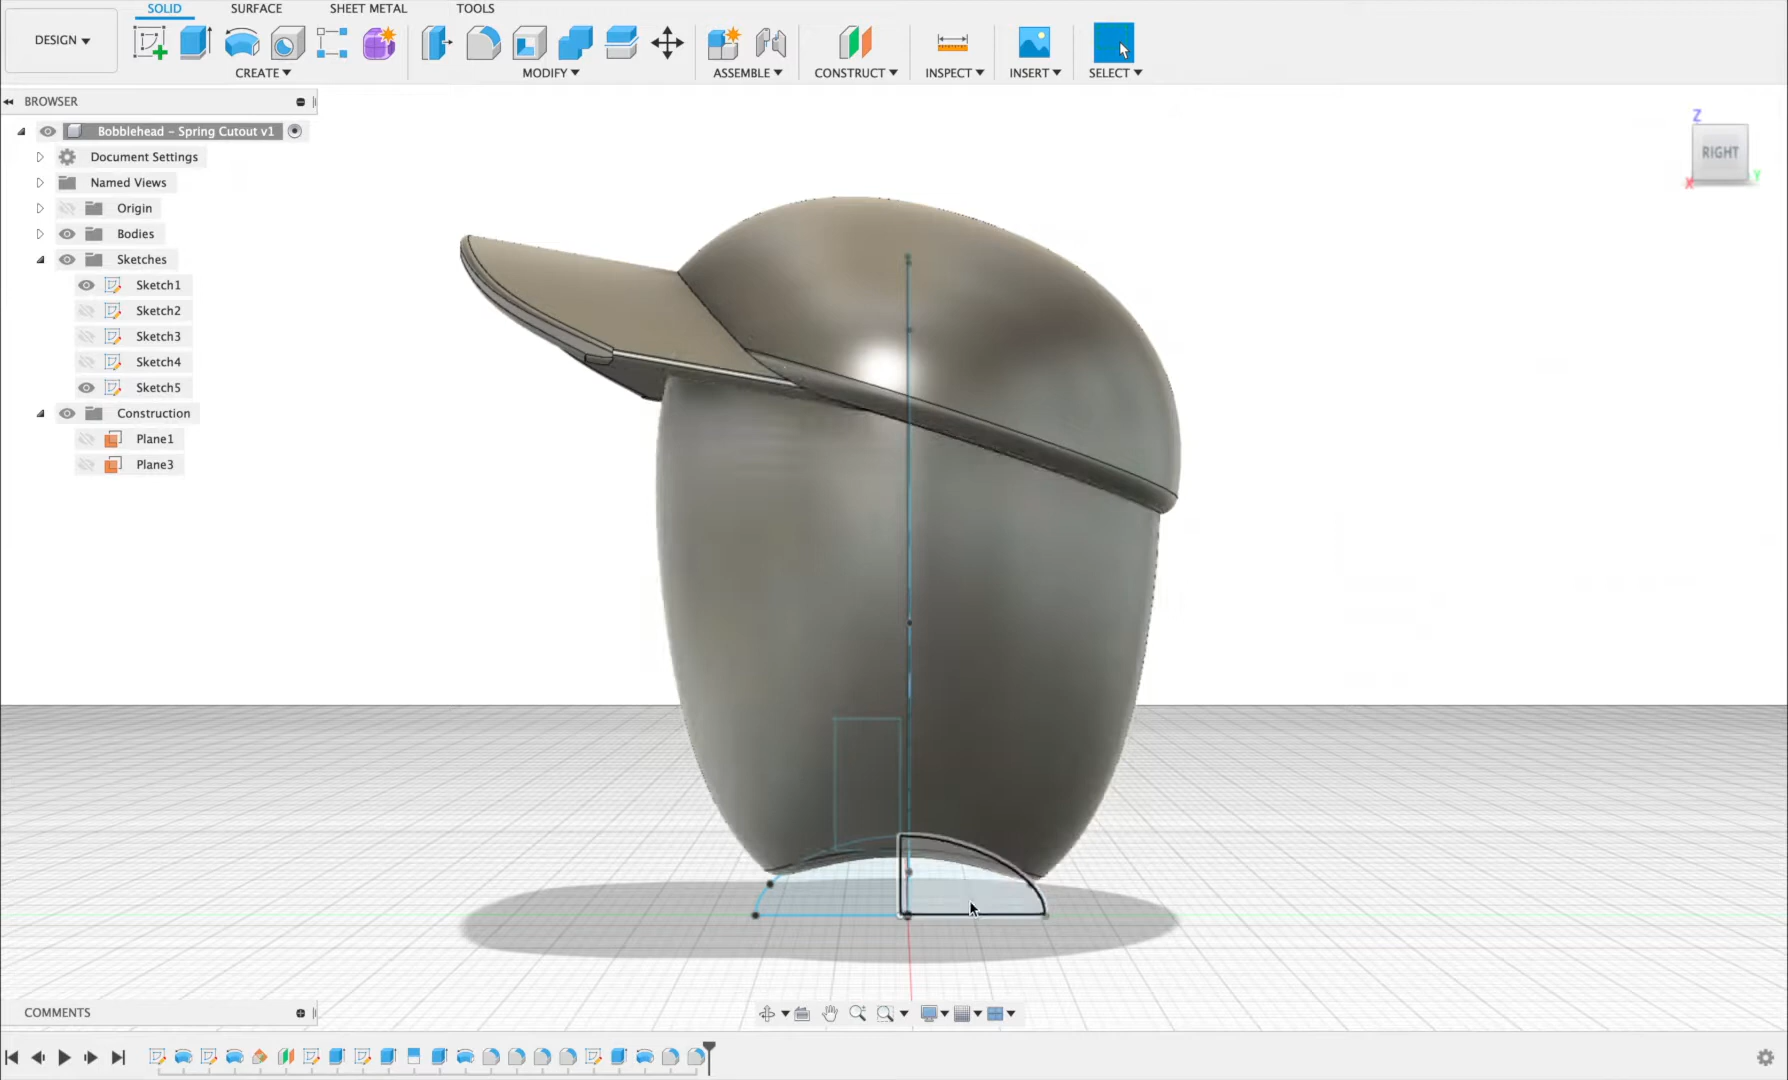 SOLID SURFACE SHEET METAL TOOLS
DESIGN
CREATE MODIFY ASSEMBLE CONSTRUCT INSPECT INSERT SELECT
BROWSER
Bobblehead - Spring Cutout v1
Document Settings
Named Views
Origin
Bodies
Sketches
Sketch1
Sketch2
Sketch3
Sketch4
Sketch5
Construction
Plane1
Plane3
Z
RIGHT
X
Y
COMMENTS